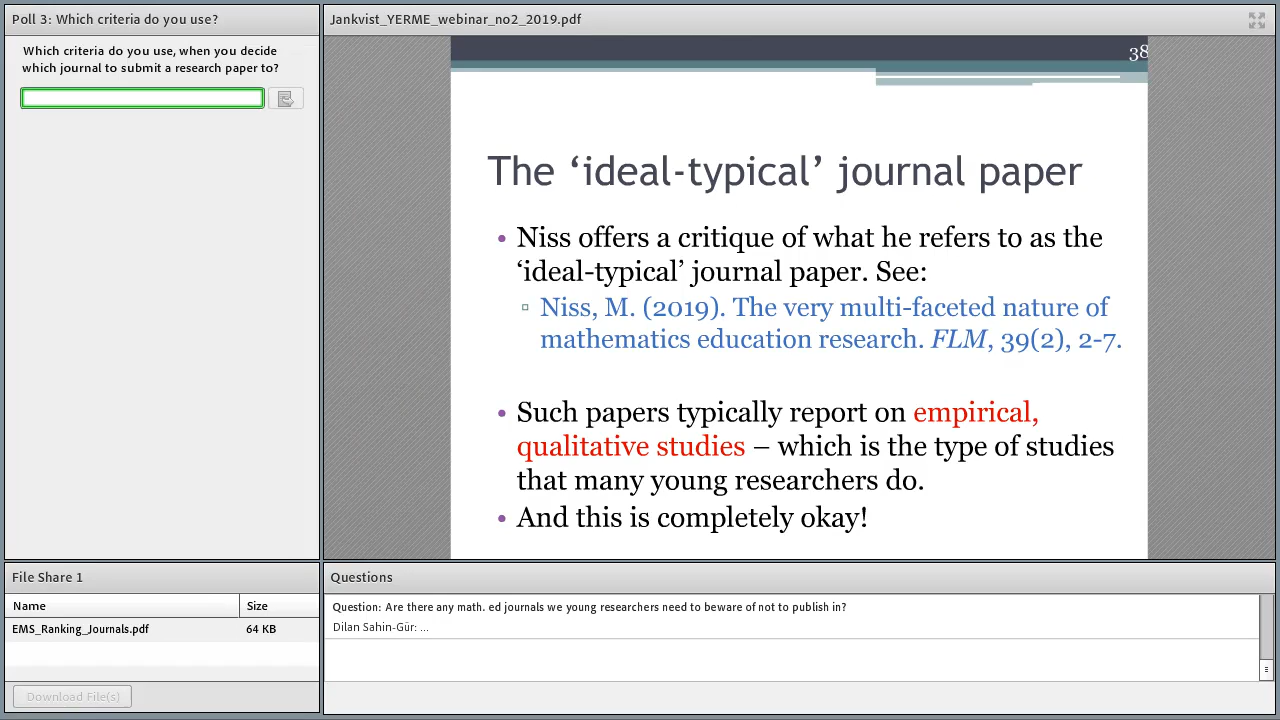 Poll 3: Which criteria do you use?
Which criteria do you use, when you decide
which journal to submit a research paper to?
Jankvist_YERME_webinar_no2_2019.pdf
38
The ‘ideal-typical’ journal paper
• Niss offers a critique of what he refers to as the
‘ideal-typical’ journal paper. See:
▫ Niss, M. (2019). The very multi-faceted nature of
mathematics education research. FLM, 39(2), 2-7.
• Such papers typically report on empirical,
qualitative studies – which is the type of studies
that many young researchers do.
• And this is completely okay!
File Share 1
Name Size
EMS_Ranking_Journals.pdf 64 KB
Download File(s)
Questions
Question: Are there any math. ed journals we young researchers need to beware of not to publish in?
Dilan Sahin-Gür: ...